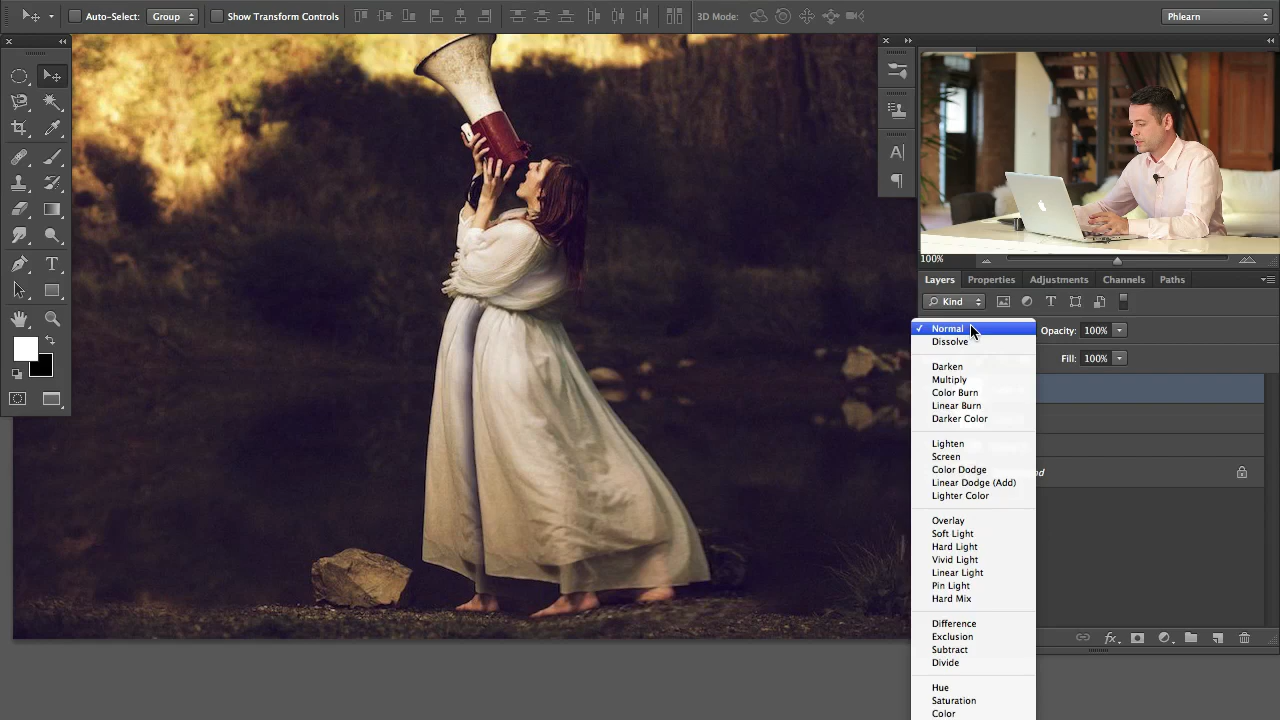 Auto-Select: Group Show Transform Controls 3D Mode: Phlearn
100%
Layers Properties Adjustments Channels Paths
Kind
Normal Opacity: 100%
Dissolve
Fill: 100%
Darken
Multiply
Color Burn
Linear Burn
Darker Color
Lighten
Screen
Color Dodge
Linear Dodge (Add)
Lighter Color
Overlay
Soft Light
Hard Light
Vivid Light
Linear Light
Pin Light
Hard Mix
Difference
Exclusion
Subtract
Divide
Hue
Saturation
Color